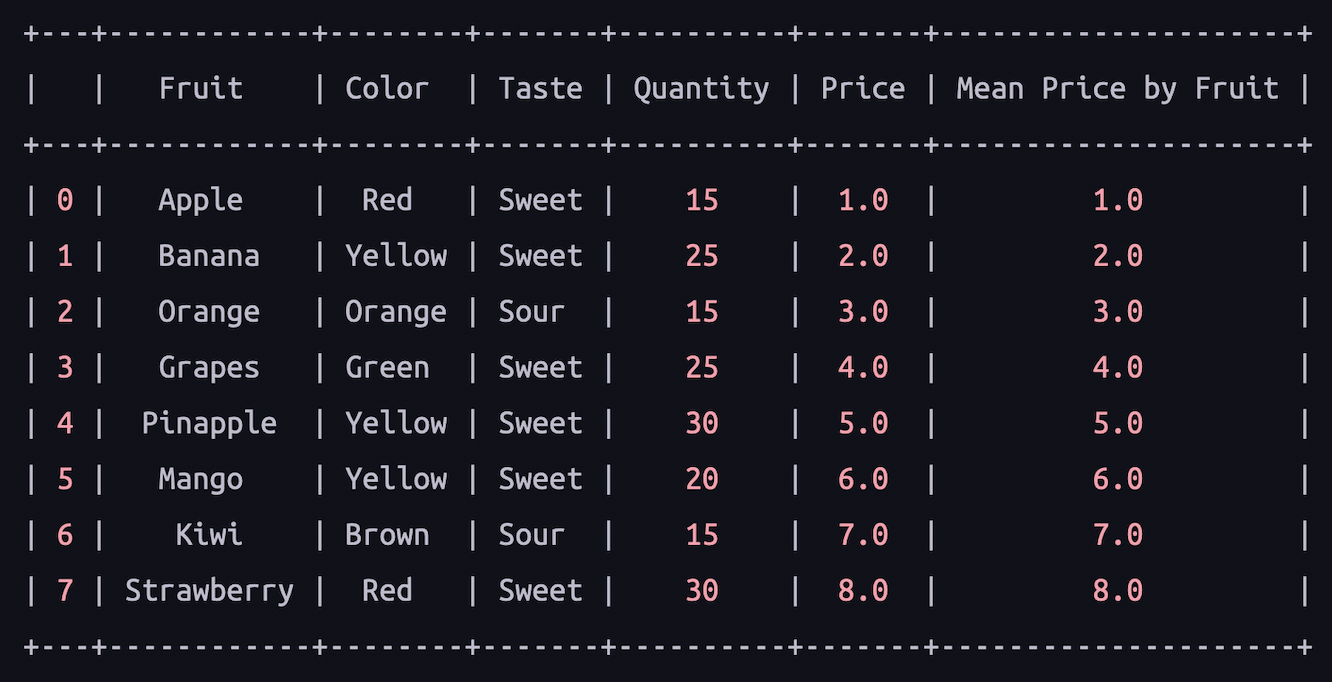 +---+------------+--------+-------+----------+-------+---------------------+
|   |   Fruit    | Color  | Taste | Quantity | Price | Mean Price by Fruit |
+---+------------+--------+-------+----------+-------+---------------------+
| 0 |   Apple    |  Red   | Sweet |    15    |  1.0  |         1.0         |
| 1 |   Banana   | Yellow | Sweet |    25    |  2.0  |         2.0         |
| 2 |   Orange   | Orange | Sour  |    15    |  3.0  |         3.0         |
| 3 |   Grapes   | Green  | Sweet |    25    |  4.0  |         4.0         |
| 4 |  Pinapple  | Yellow | Sweet |    30    |  5.0  |         5.0         |
| 5 |   Mango    | Yellow | Sweet |    20    |  6.0  |         6.0         |
| 6 |    Kiwi    | Brown  | Sour  |    15    |  7.0  |         7.0         |
| 7 | Strawberry |  Red   | Sweet |    30    |  8.0  |         8.0         |
+---+------------+--------+-------+----------+-------+---------------------+